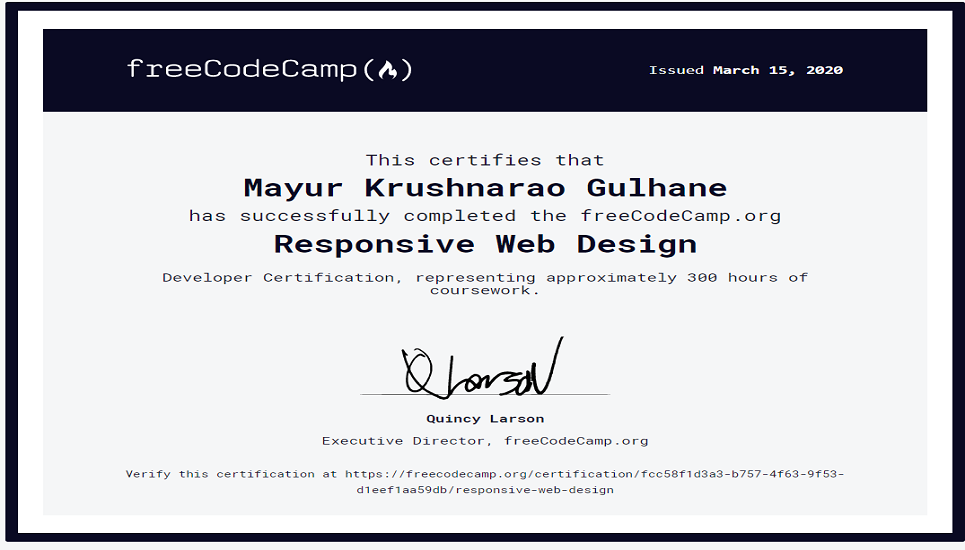 freeCodeCamp(🔥)
Issued March 15, 2020
This certifies that
Mayur Krushnarao Gulhane
has successfully completed the freeCodeCamp.org
Responsive Web Design
Developer Certification, representing approximately 300 hours of
coursework.
Q Larson
Quincy Larson
Executive Director, freeCodeCamp.org
Verify this certification at https://freecodecamp.org/certification/fcc58f1d3a3-b757-4f63-9f53-
d1eef1aa59db/responsive-web-design